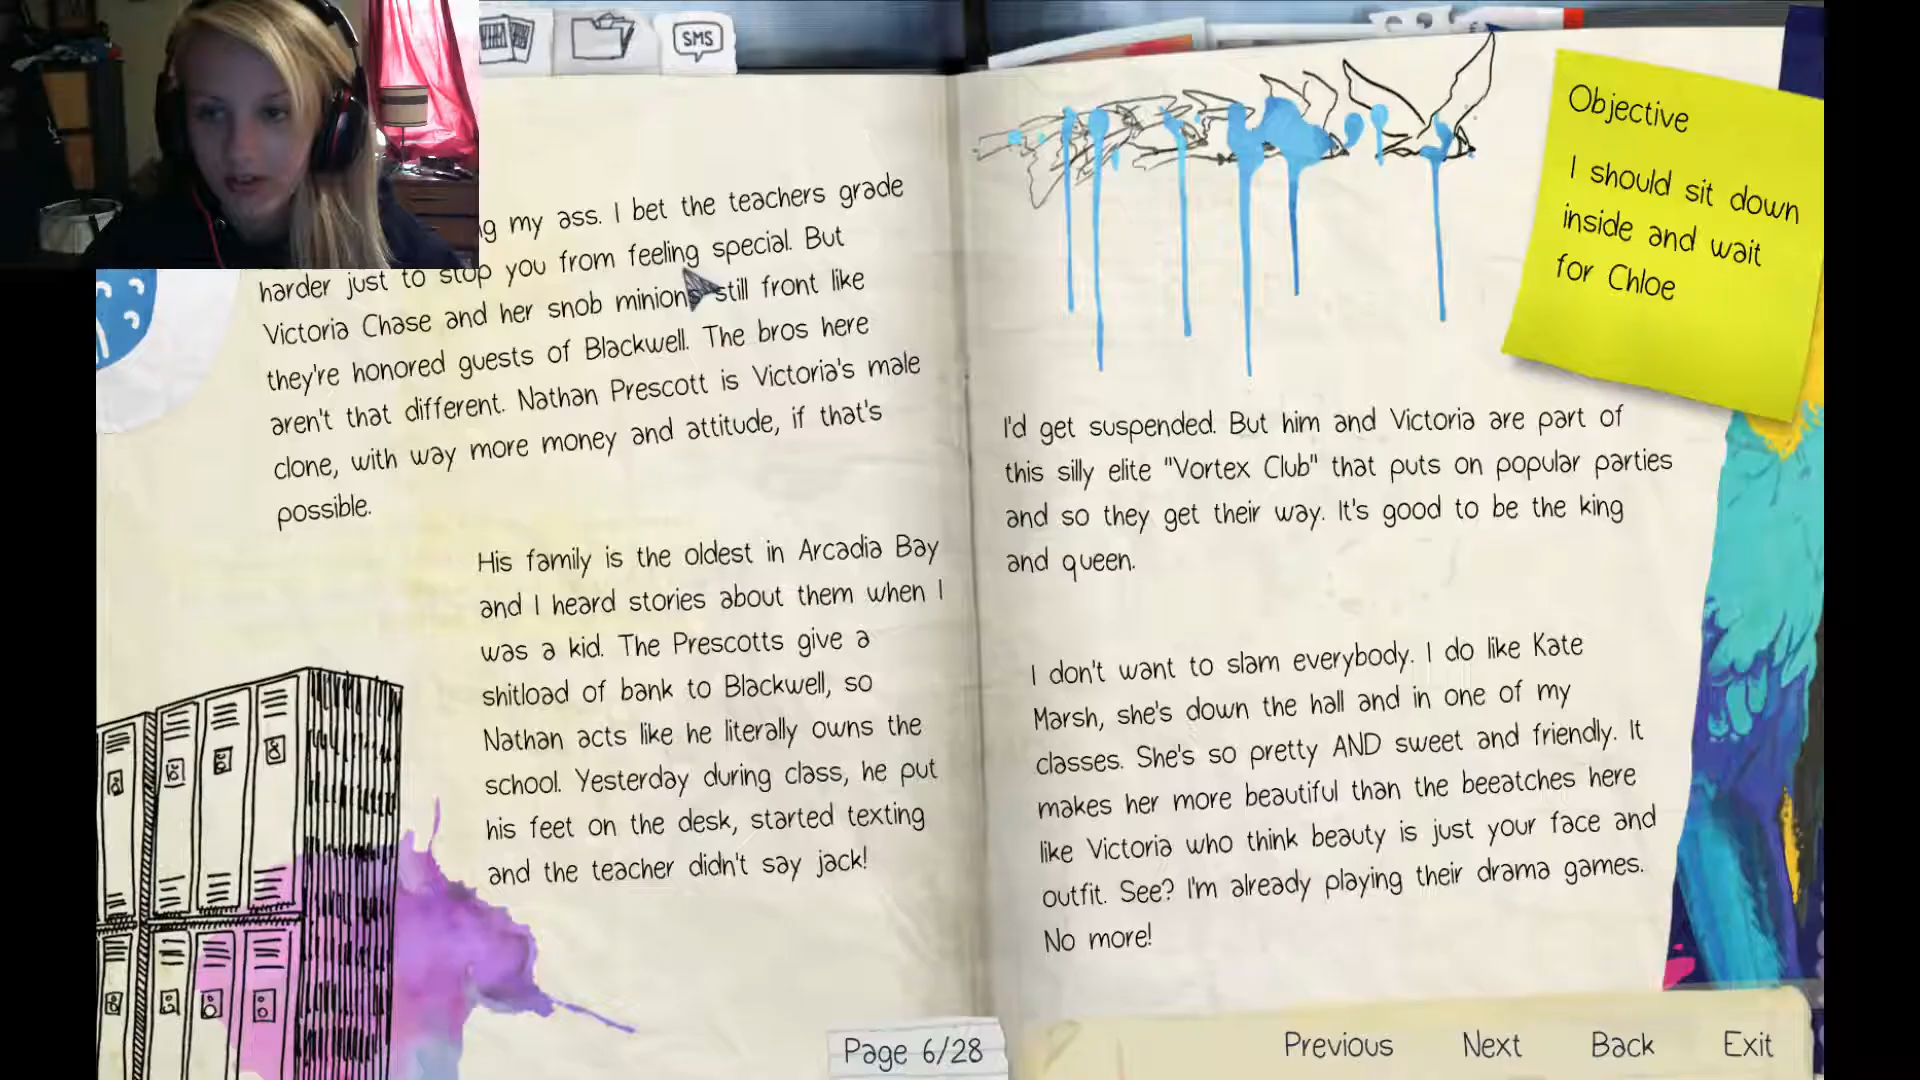 SMS
my ass. I bet the teachers grade
harder just to stop you from feeling special. But
Victoria Chase and her snob minions still front like
they're honored guests of Blackwell. The bros here
aren't that different. Nathan Prescott is Victoria's male
clone, with way more money and attitude, if that's
possible.
His family is the oldest in Arcadia Bay
and I heard stories about them when I
was a kid. The Prescotts give a
shitload of bank to Blackwell, so
Nathan acts like he literally owns the
school. Yesterday during class, he put
his feet on the desk, started texting
and the teacher didn't say jack!
I'd get suspended. But him and Victoria are part of
this silly elite "Vortex Club" that puts on popular parties
and so they get their way. It's good to be the king
and queen.
I don't want to slam everybody. I do like Kate
Marsh, she's down the hall and in one of my
classes. She's so pretty AND sweet and friendly. It
makes her more beautiful than the beeatches here
like Victoria who think beauty is just your face and
outfit. See? I'm already playing their drama games.
No more!
Objective
I should sit down
inside and wait
for Chloe
Page 6/28
Previous Next Back Exit